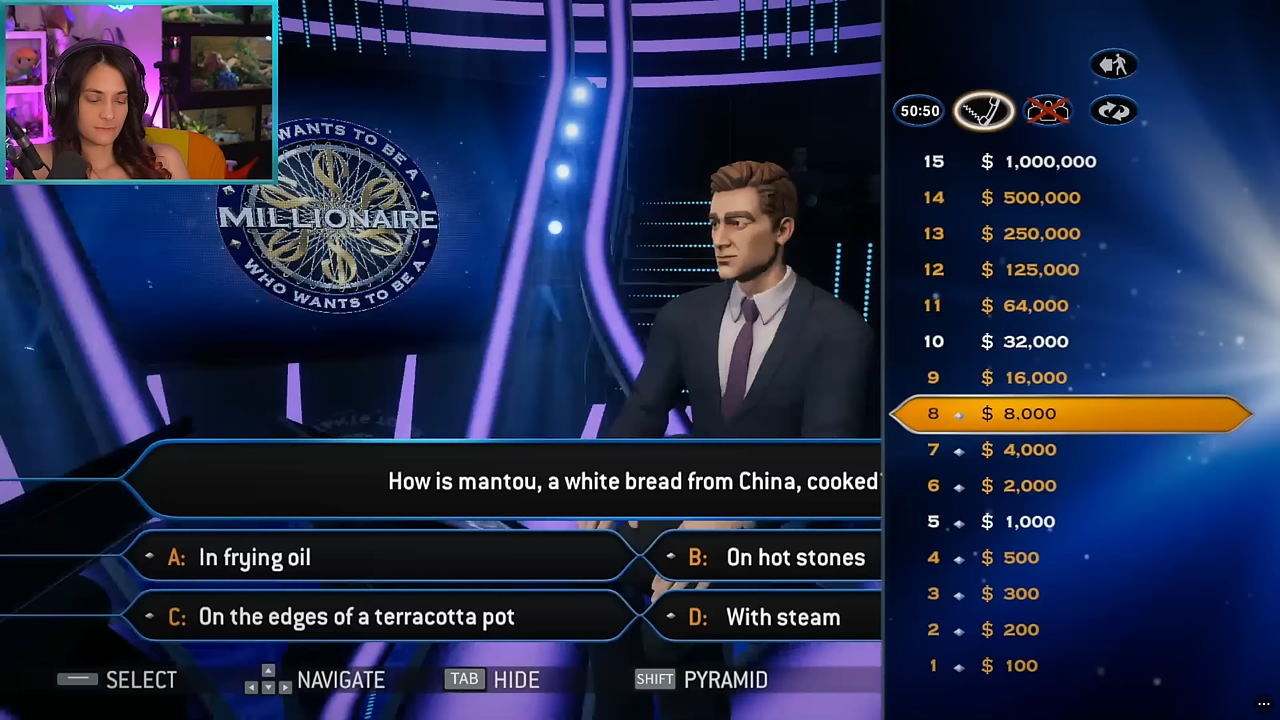 WANTS TO BE A
MILLIONAIRE
WHO WANTS TO BE A
50:50
15 $ 1,000,000
14 $ 500,000
13 $ 250,000
12 $ 125,000
11 $ 64,000
10 $ 32,000
9 $ 16,000
8 $ 8,000
7 $ 4,000
6 $ 2,000
5 $ 1,000
4 $ 500
3 $ 300
2 $ 200
1 $ 100
How is mantou, a white bread from China, cooked?
A: In frying oil
B: On hot stones
C: On the edges of a terracotta pot
D: With steam
SELECT
NAVIGATE
TAB HIDE
SHIFT PYRAMID